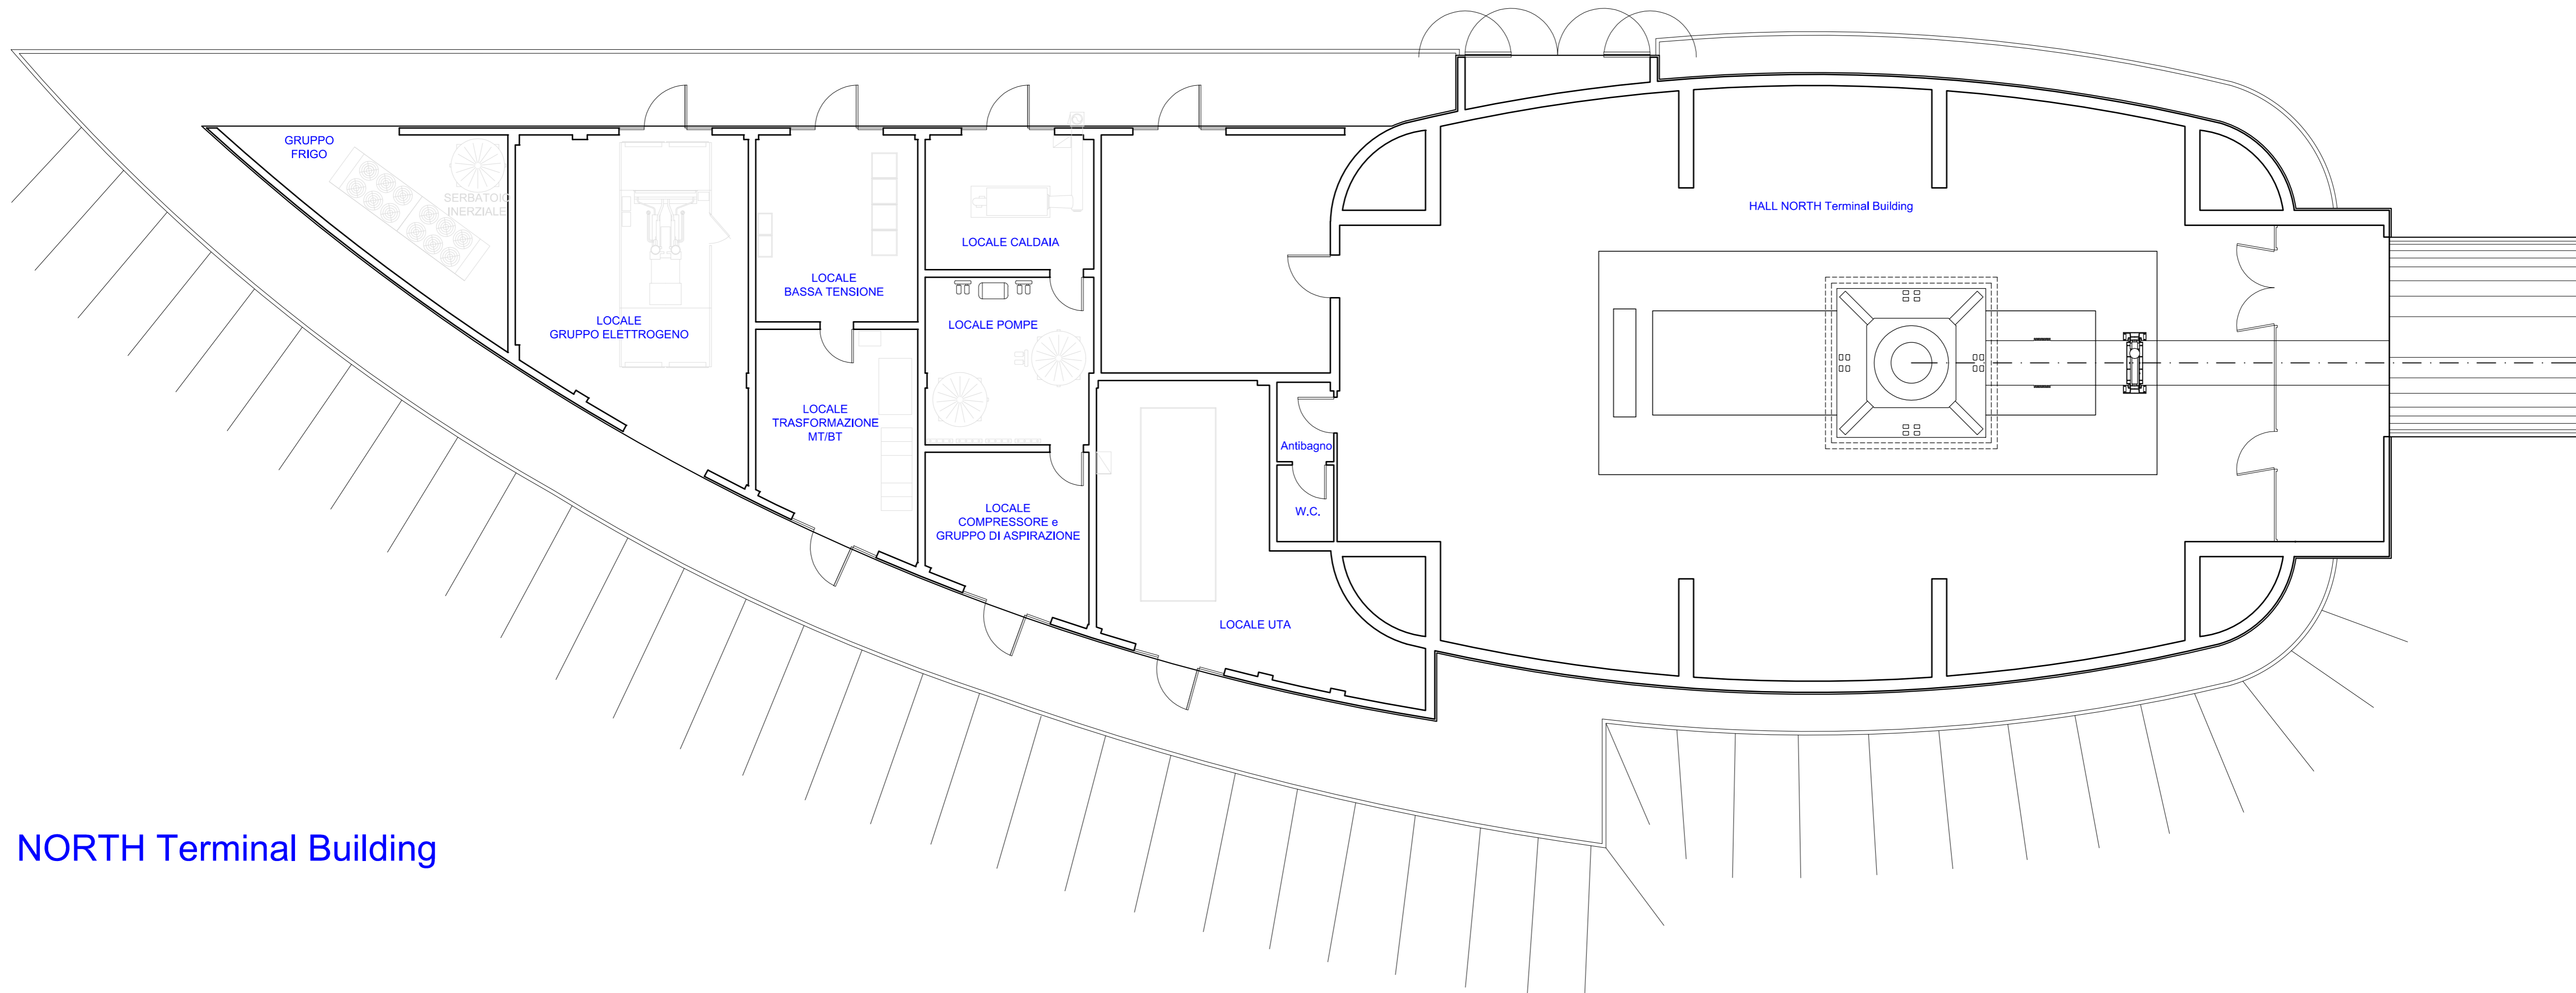 GRUPPO
FRIGO
SERBATOIO
INERZIALE
LOCALE
GRUPPO ELETTROGENO
LOCALE
BASSA TENSIONE
LOCALE
TRASFORMAZIONE
MT/BT
LOCALE CALDAIA
LOCALE POMPE
LOCALE
COMPRESSORE e
GRUPPO DI ASPIRAZIONE
LOCALE UTA
Antibagno
W.C.
HALL NORTH Terminal Building
NORTH Terminal Building